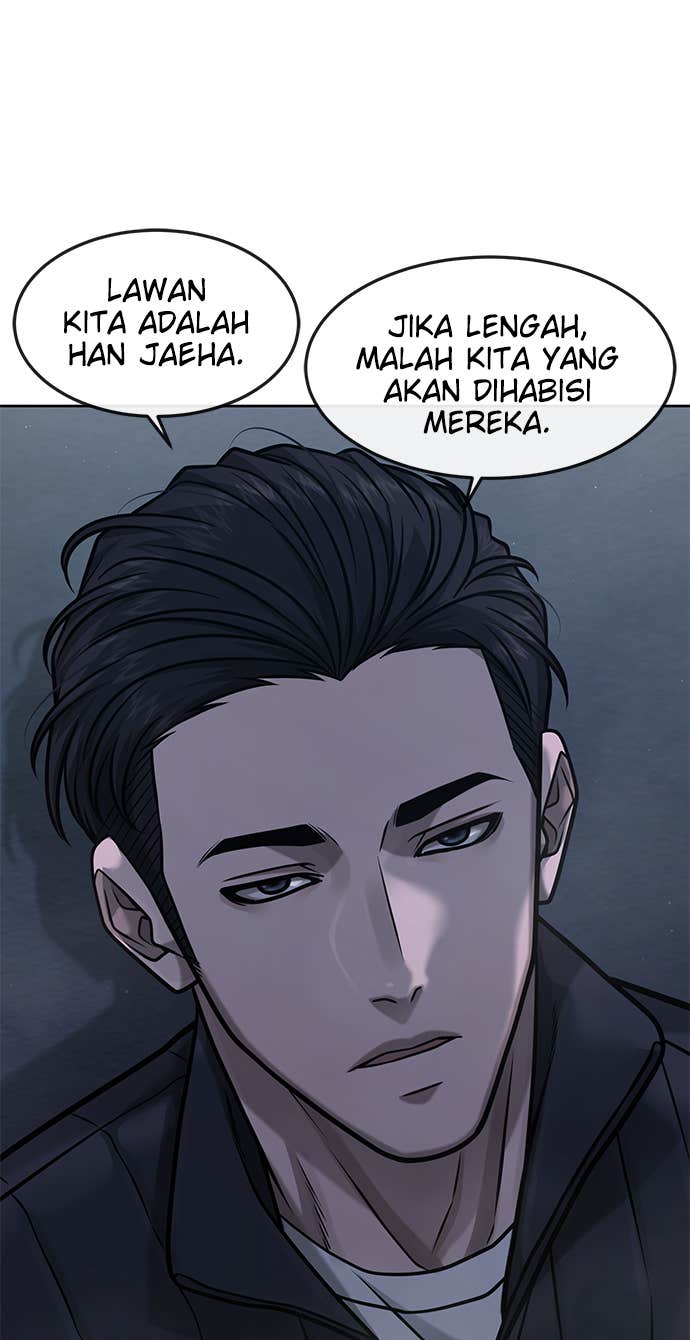 LAWAN
KITA ADALAH
HAN JAEHA.
JIKA LENGAH,
MALAH KITA YANG
AKAN DIHABISI
MEREKA.